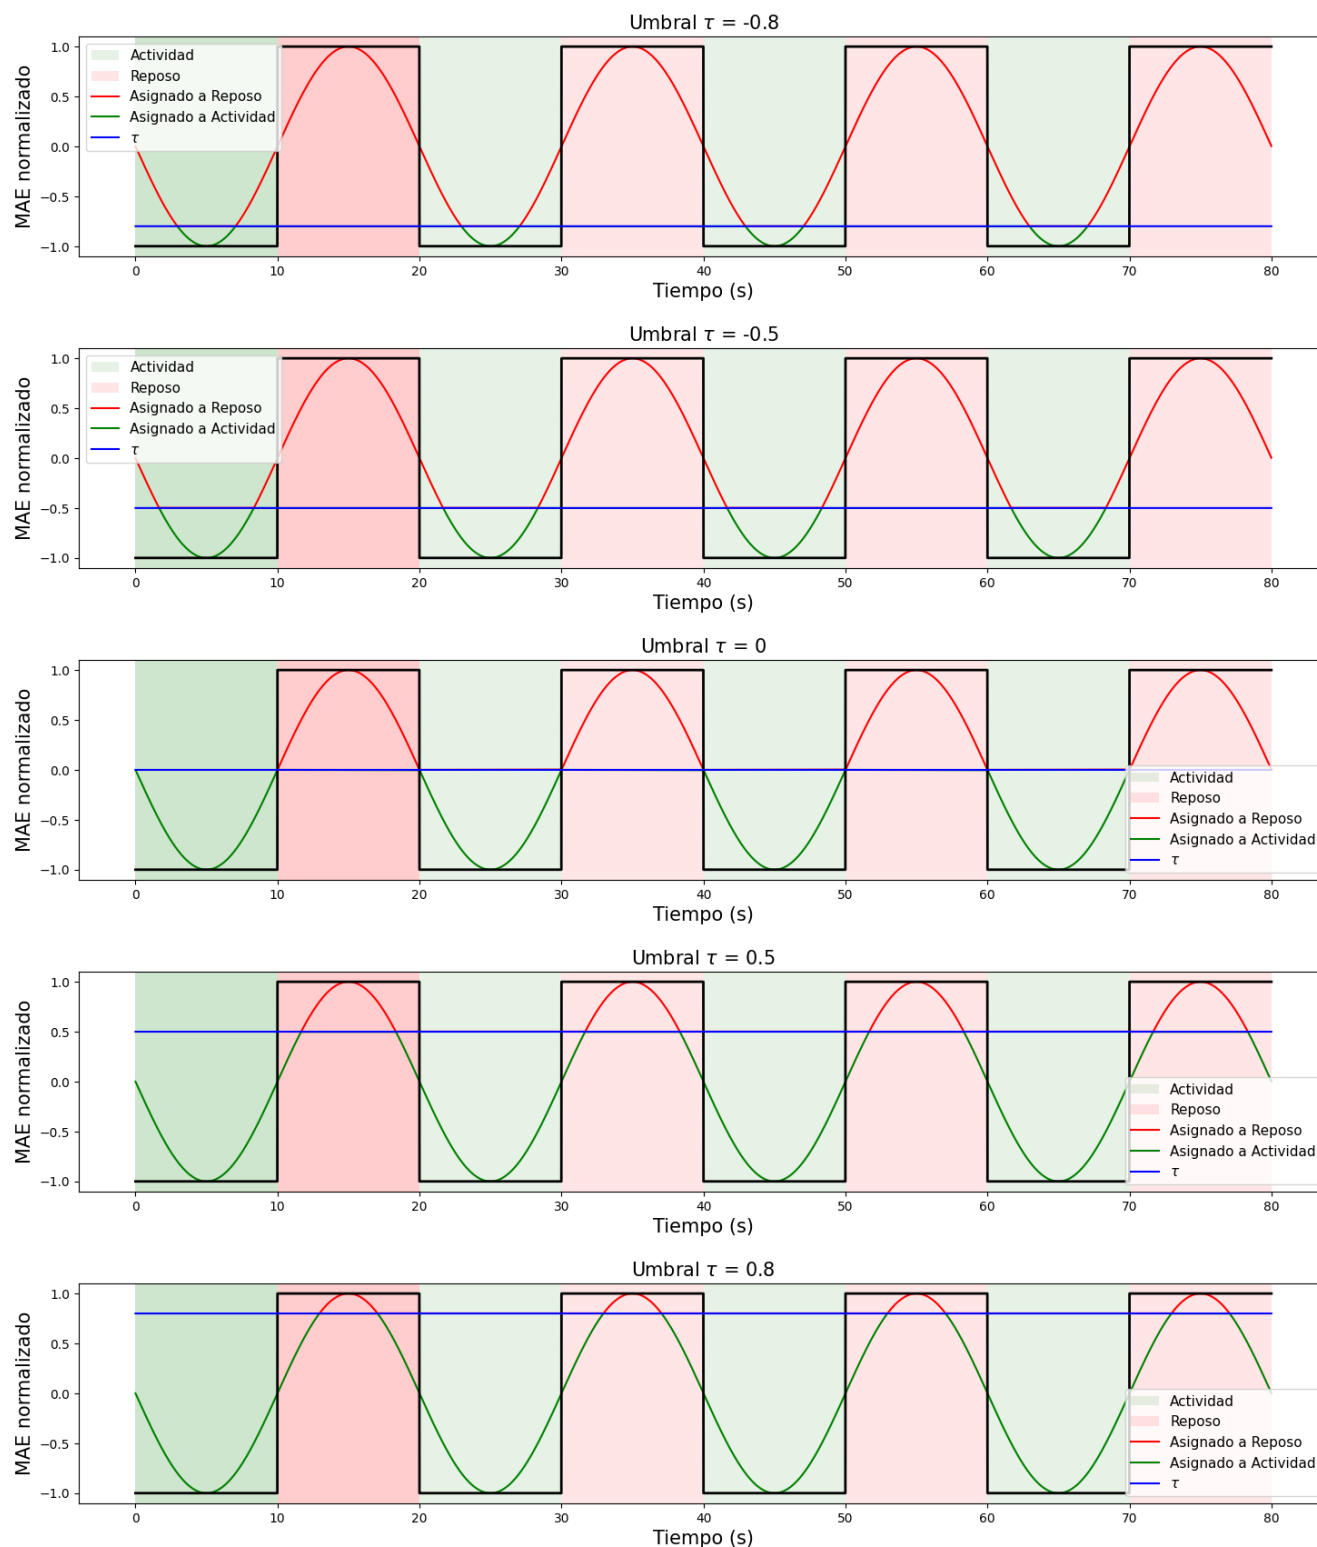 Umbral τ = -0.8
MAE normalizado
1.0
0.5
0.0
−0.5
−1.0
Actividad
Reposo
Asignado a Reposo
Asignado a Actividad
τ
0 10 20 30 40 50 60 70 80
Tiempo (s)
Umbral τ = -0.5
MAE normalizado
1.0
0.5
0.0
−0.5
−1.0
Actividad
Reposo
Asignado a Reposo
Asignado a Actividad
τ
0 10 20 30 40 50 60 70 80
Tiempo (s)
Umbral τ = 0
MAE normalizado
1.0
0.5
0.0
−0.5
−1.0
Actividad
Reposo
Asignado a Reposo
Asignado a Actividad
τ
0 10 20 30 40 50 60 70 80
Tiempo (s)
Umbral τ = 0.5
MAE normalizado
1.0
0.5
0.0
−0.5
−1.0
Actividad
Reposo
Asignado a Reposo
Asignado a Actividad
τ
0 10 20 30 40 50 60 70 80
Tiempo (s)
Umbral τ = 0.8
MAE normalizado
1.0
0.5
0.0
−0.5
−1.0
Actividad
Reposo
Asignado a Reposo
Asignado a Actividad
τ
0 10 20 30 40 50 60 70 80
Tiempo (s)